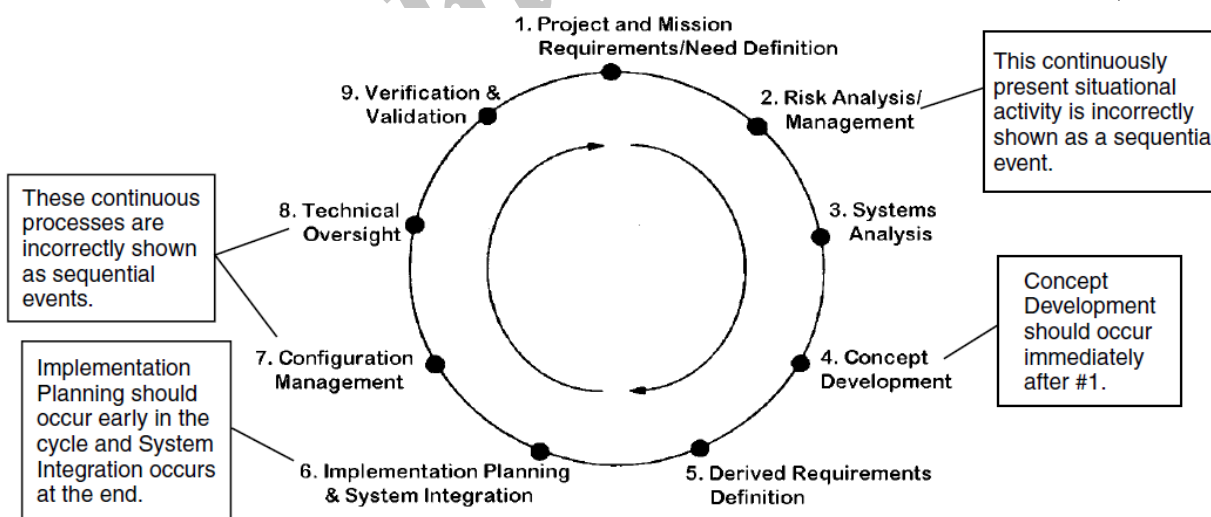 1. Project and Mission
Requirements/Need Definition
This continuously
present situational
activity is incorrectly
shown as a sequential
event.
2. Risk Analysis/
Management
9. Verification &
Validation
These continuous
processes are
incorrectly shown
as sequential
events.
8. Technical
Oversight
3. Systems
Analysis
Concept
Development
should occur
immediately
after #1.
4. Concept
Development
7. Configuration
Management
Implementation
Planning should
occur early in the
cycle and System
Integration occurs
at the end.
6. Implementation Planning
& System Integration
5. Derived Requirements
Definition